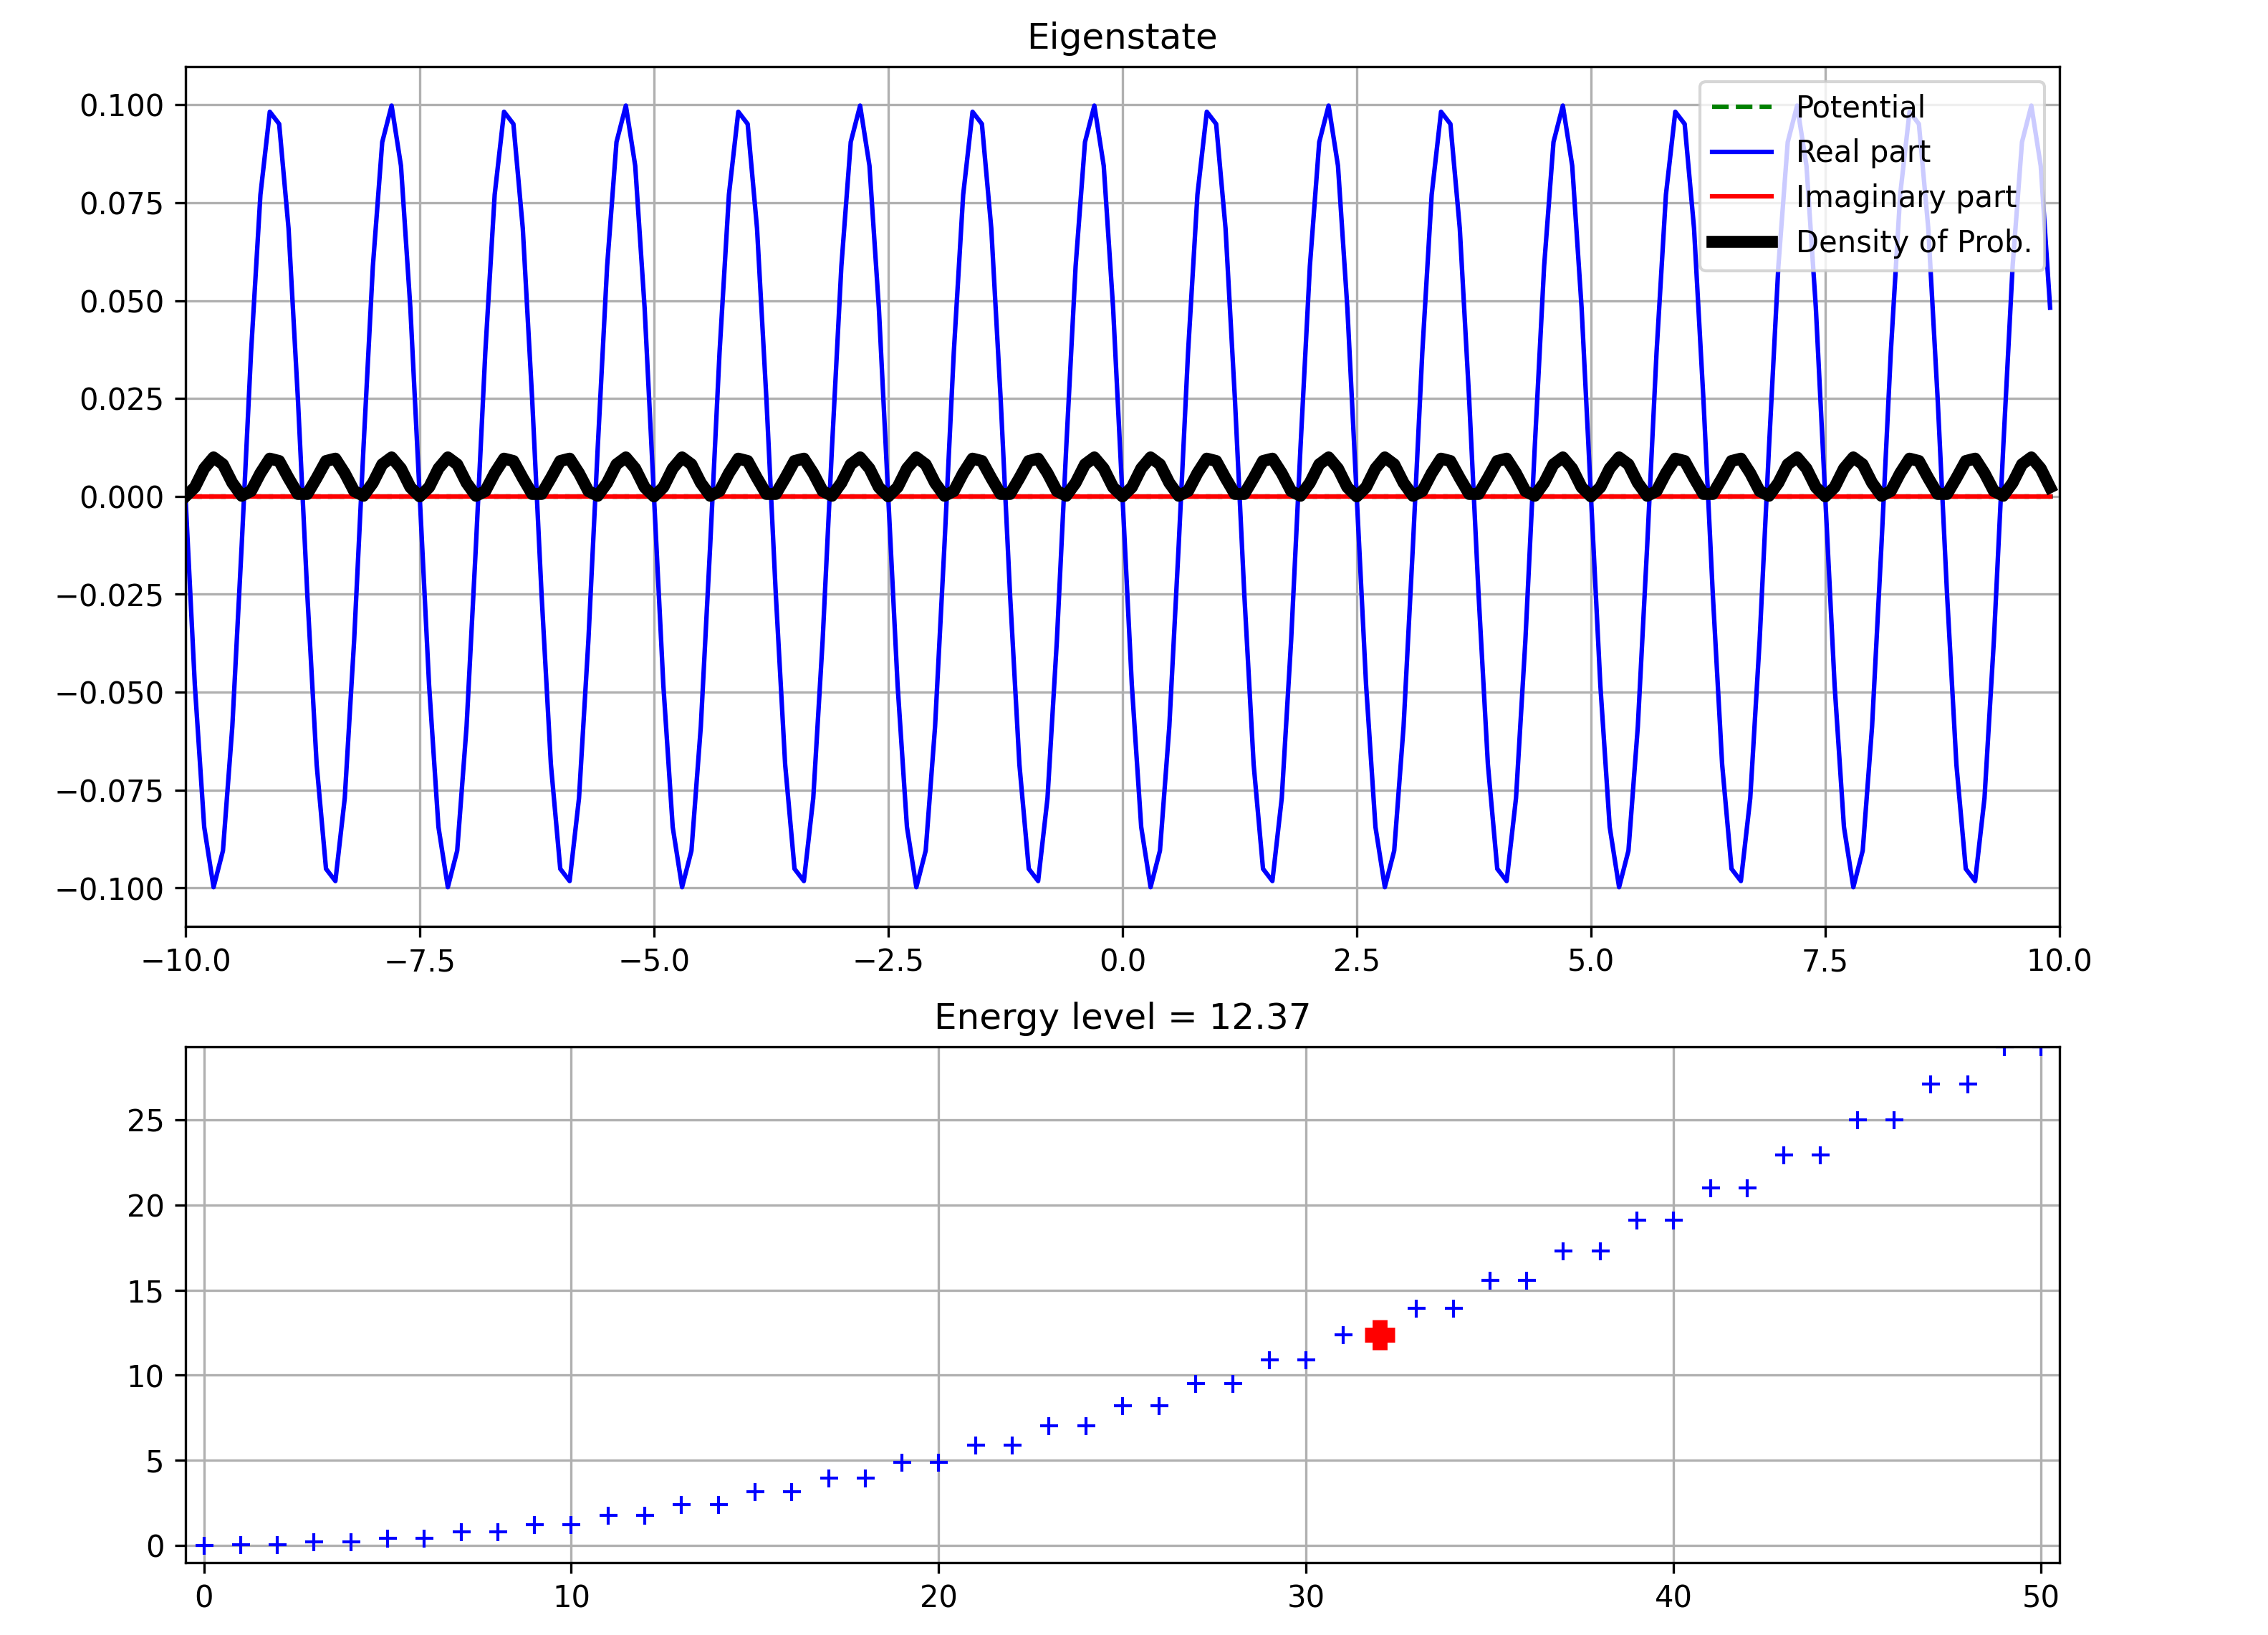 Eigenstate
0.100
0.075
0.050
0.025
0.000
−0.025
−0.050
−0.075
−0.100
Potential
Real part
Imaginary part
Density of Prob.
−10.0 −7.5 −5.0 −2.5 0.0 2.5 5.0 7.5 10.0
Energy level = 12.37
25
20
15
10
5
0
0 10 20 30 40 50